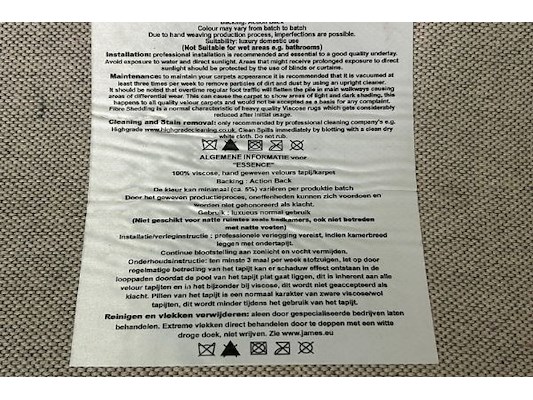 Backing: Action Back
Colour may vary from batch to batch
Due to hand weaving production process, imperfections are possible.
Suitability: luxury domestic use
(Not Suitable for wet areas e.g. bathrooms)
Installation: professional installation is recommended and essential to a good quality underlay.
Avoid exposure to water and direct sunlight. Areas that might receive prolonged exposure to direct
sunlight should be protected by the use of blinds or curtains.
Maintenance: to maintain your carpets appearance it is recommended that it is vacuumed at
least three times per week to remove particles of dirt and dust by using an upright cleaner.
It should be noted that overtime regular foot traffic will flatten the pile in main walkways causing
areas of differential wear. This can cause the carpet to show areas of light and dark shading, this
happens to all quality velour carpets and would not be accepted as a basis for any complaint.
Fibre Shedding is a normal characteristic of heavy quality Viscose rugs which gets considerably
reduced after initial usage.
Cleaning and Stain removal: only recommended by professional cleaning company's e.g.
Highgrade www.highgradecleaning.co.uk. Clean Spills immediately by blotting with a clean dry
white cloth. Do not rub.
ALGEMENE INFORMATIE voor
"ESSENCE"
100% viscose, hand geweven velours tapijt/karpet
Backing : Action Back
De kleur kan minimaal (ca. 5%) variëren per produktie batch
Door het geweven productieproces, oneffenheden kunnen zich voordoen en
worden niet gehonoreerd als klacht.
Gebruik : luxueus normal gebruik
(Niet geschikt voor natte ruimtes zoals badkamers, ook niet betreden
met natte voeten)
Installatie/verleginstructie : professionele verlegging vereist, indien kamerbreed
leggen met ondertapijt.
Continue blootstelling aan zonlicht en vocht vermijden.
Onderhoudsinstructie: ten minste 3 maal per week stofzuigen, let op door
regelmatige betreding van het tapijt kan er schaduw effect ontstaan in de
looppaden doordat de pool van het tapijt plat gaat liggen, dit is inherent aan alle
velour tapijten en in het bijzonder bij viscose, dit wordt niet geaccepteerd als
klacht. Pillen van het tapijt is een normaal karakter van zware viscose/wol
tapijten, dit wordt minder tijdens het gebruik van het tapijt.
Reinigen en vlekken verwijderen: aleen door gespecialiseerde bedrijven laten
behandelen. Extreme vlekken direct behandelen door te deppen met een witte
droge doek, niet wrijven. Zie www.james.eu